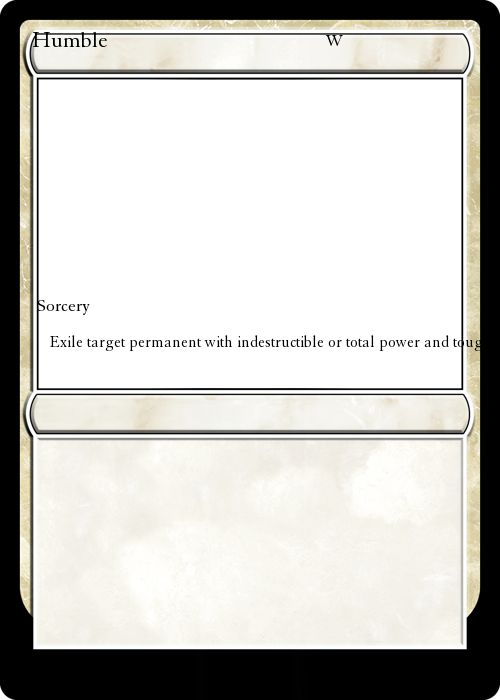 Humble W
Sorcery
Exile target permanent with indestructible or total power and toug